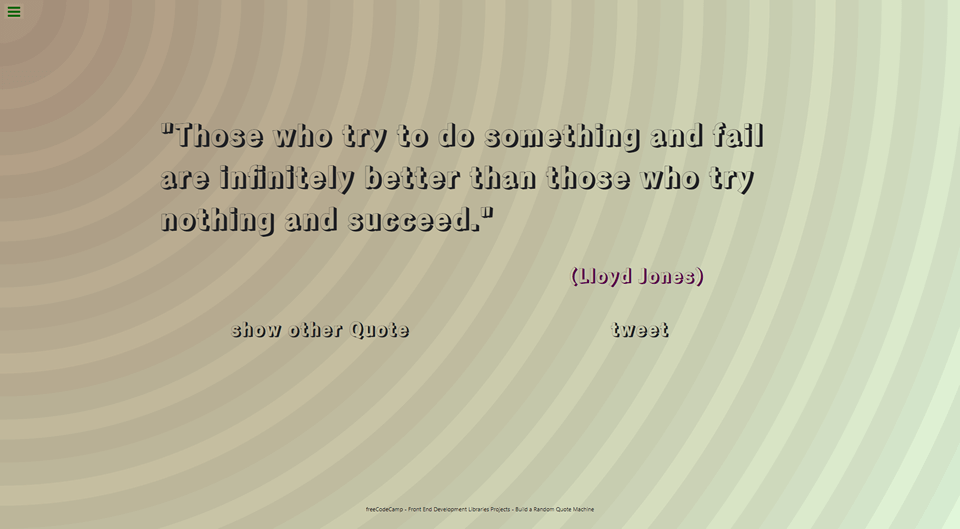 "Those who try to do something and fail
are infinitely better than those who try
nothing and succeed."
(Lloyd Jones)
show other Quote
tweet
freeCodeCamp - Front End Development Libraries Projects - Build a Random Quote Machine